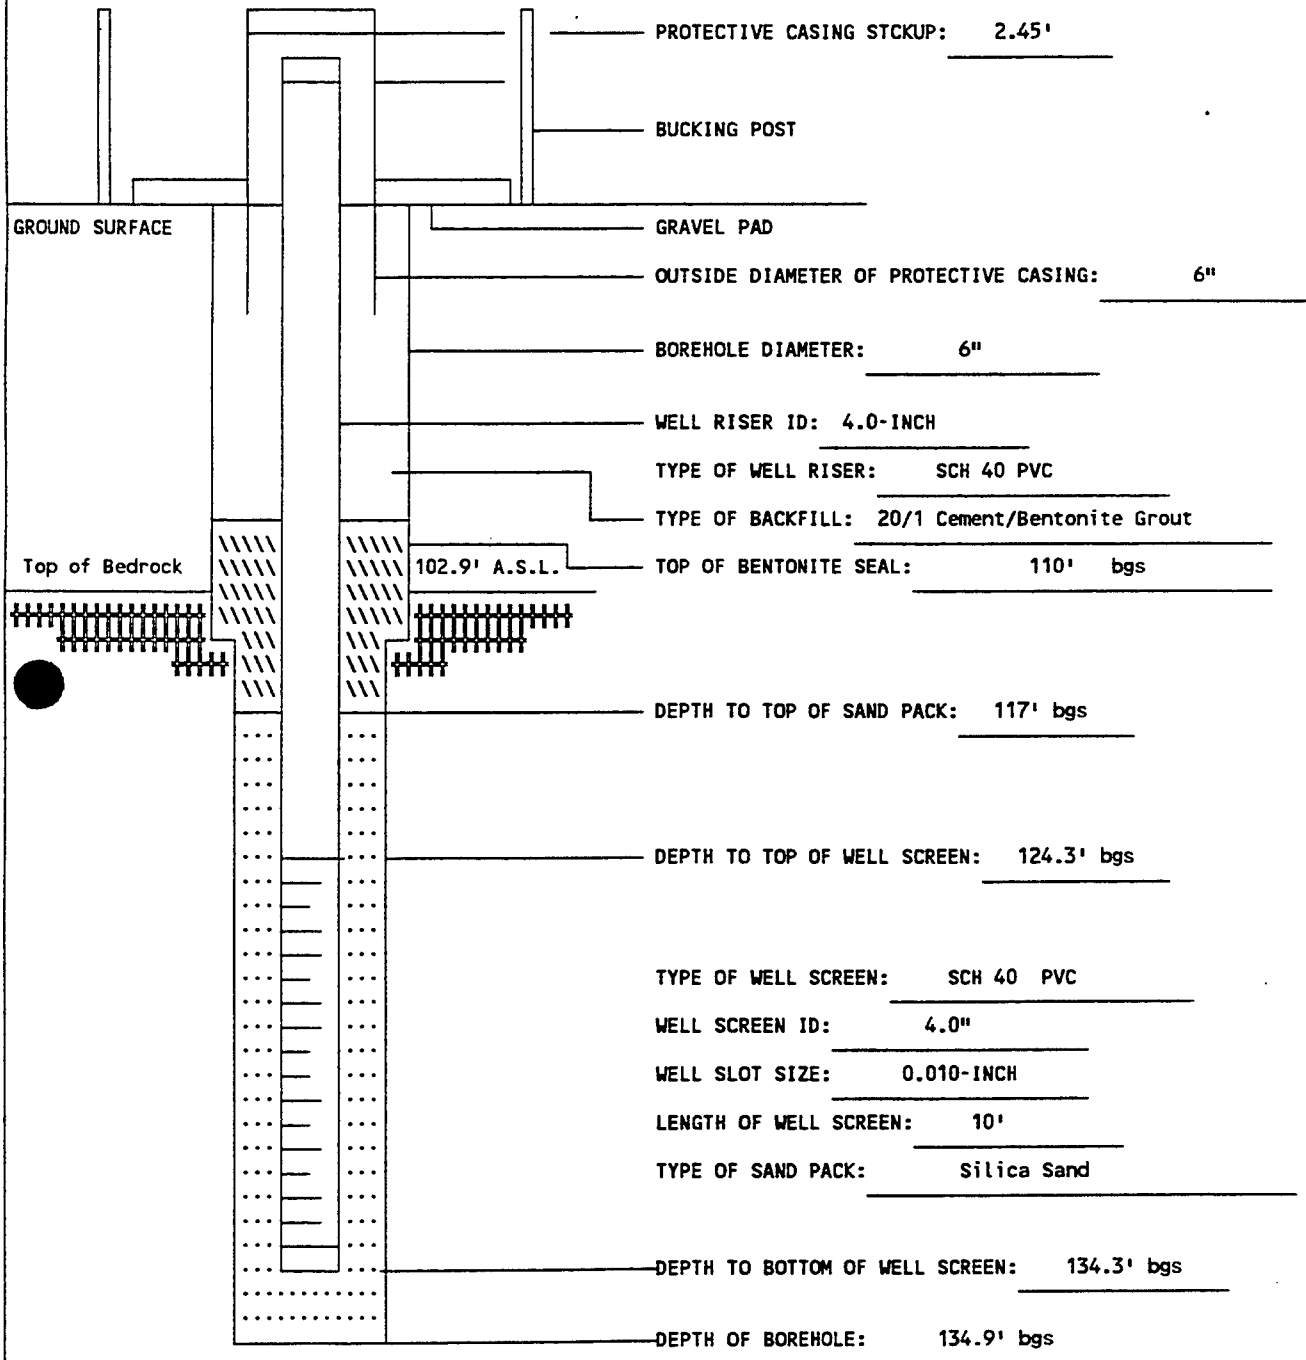 PROTECTIVE CASING STCKUP: 2.45'
BUCKING POST
GROUND SURFACE
GRAVEL PAD
OUTSIDE DIAMETER OF PROTECTIVE CASING: 6"
BOREHOLE DIAMETER: 6"
WELL RISER ID: 4.0-INCH
TYPE OF WELL RISER: SCH 40 PVC
TYPE OF BACKFILL: 20/1 Cement/Bentonite Grout
Top of Bedrock 102.9' A.S.L. TOP OF BENTONITE SEAL: 110' bgs
DEPTH TO TOP OF SAND PACK: 117' bgs
DEPTH TO TOP OF WELL SCREEN: 124.3' bgs
TYPE OF WELL SCREEN: SCH 40 PVC
WELL SCREEN ID: 4.0"
WELL SLOT SIZE: 0.010-INCH
LENGTH OF WELL SCREEN: 10'
TYPE OF SAND PACK: Silica Sand
DEPTH TO BOTTOM OF WELL SCREEN: 134.3' bgs
DEPTH OF BOREHOLE: 134.9' bgs